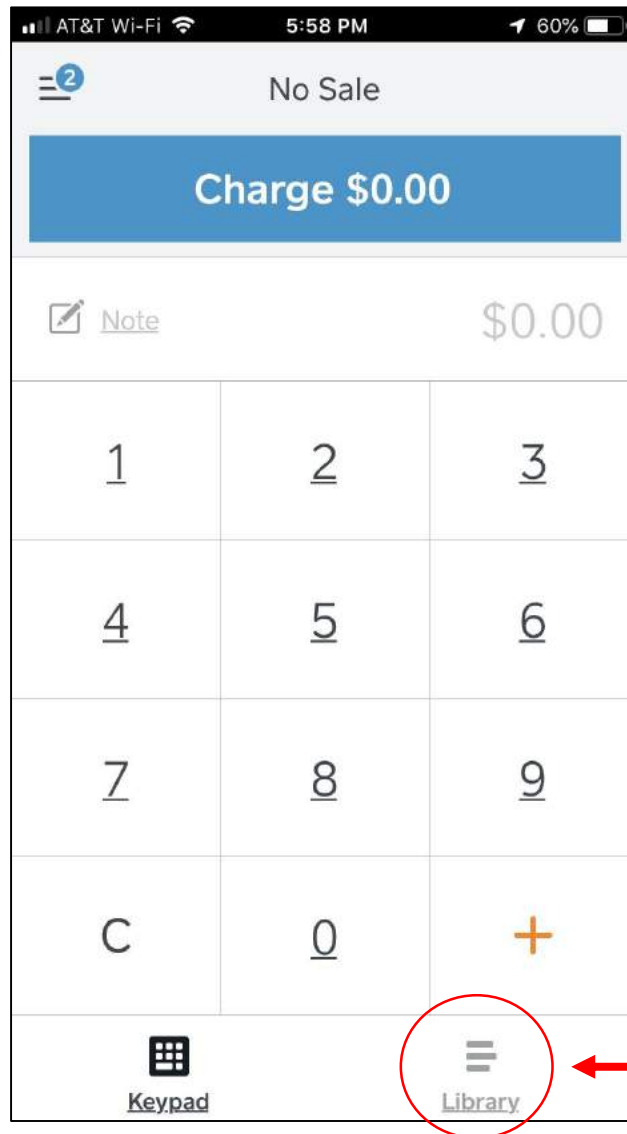 AT&T Wi-Fi 5:58 PM 60%
2 No Sale
Charge $0.00
Note $0.00
1 2 3
4 5 6
7 8 9
C 0 +
Keypad Library